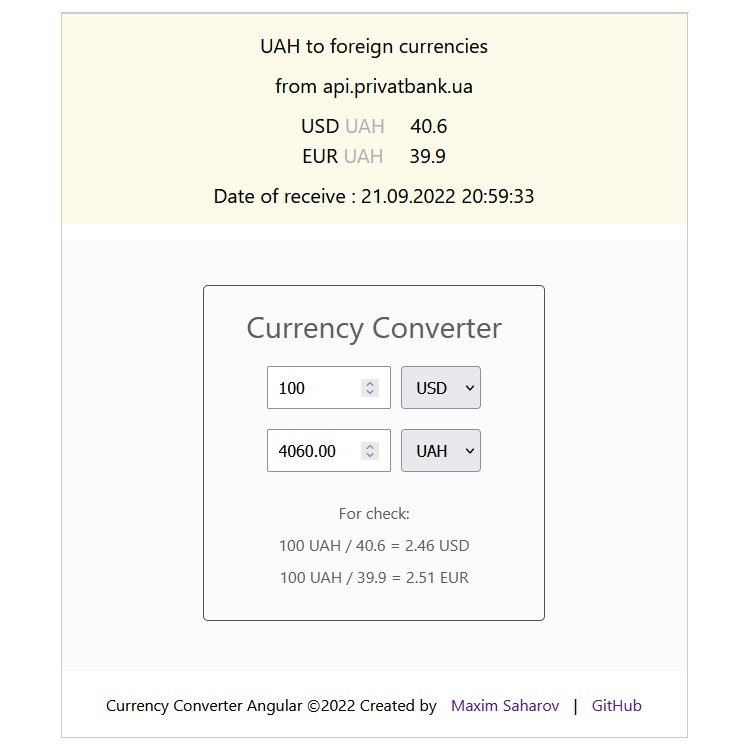 UAH to foreign currencies
from api.privatbank.ua
USD UAH 40.6
EUR UAH 39.9
Date of receive : 21.09.2022 20:59:33
Currency Converter
100 USD
4060.00 UAH
For check:
100 UAH / 40.6 = 2.46 USD
100 UAH / 39.9 = 2.51 EUR
Currency Converter Angular ©2022 Created by Maxim Saharov | GitHub